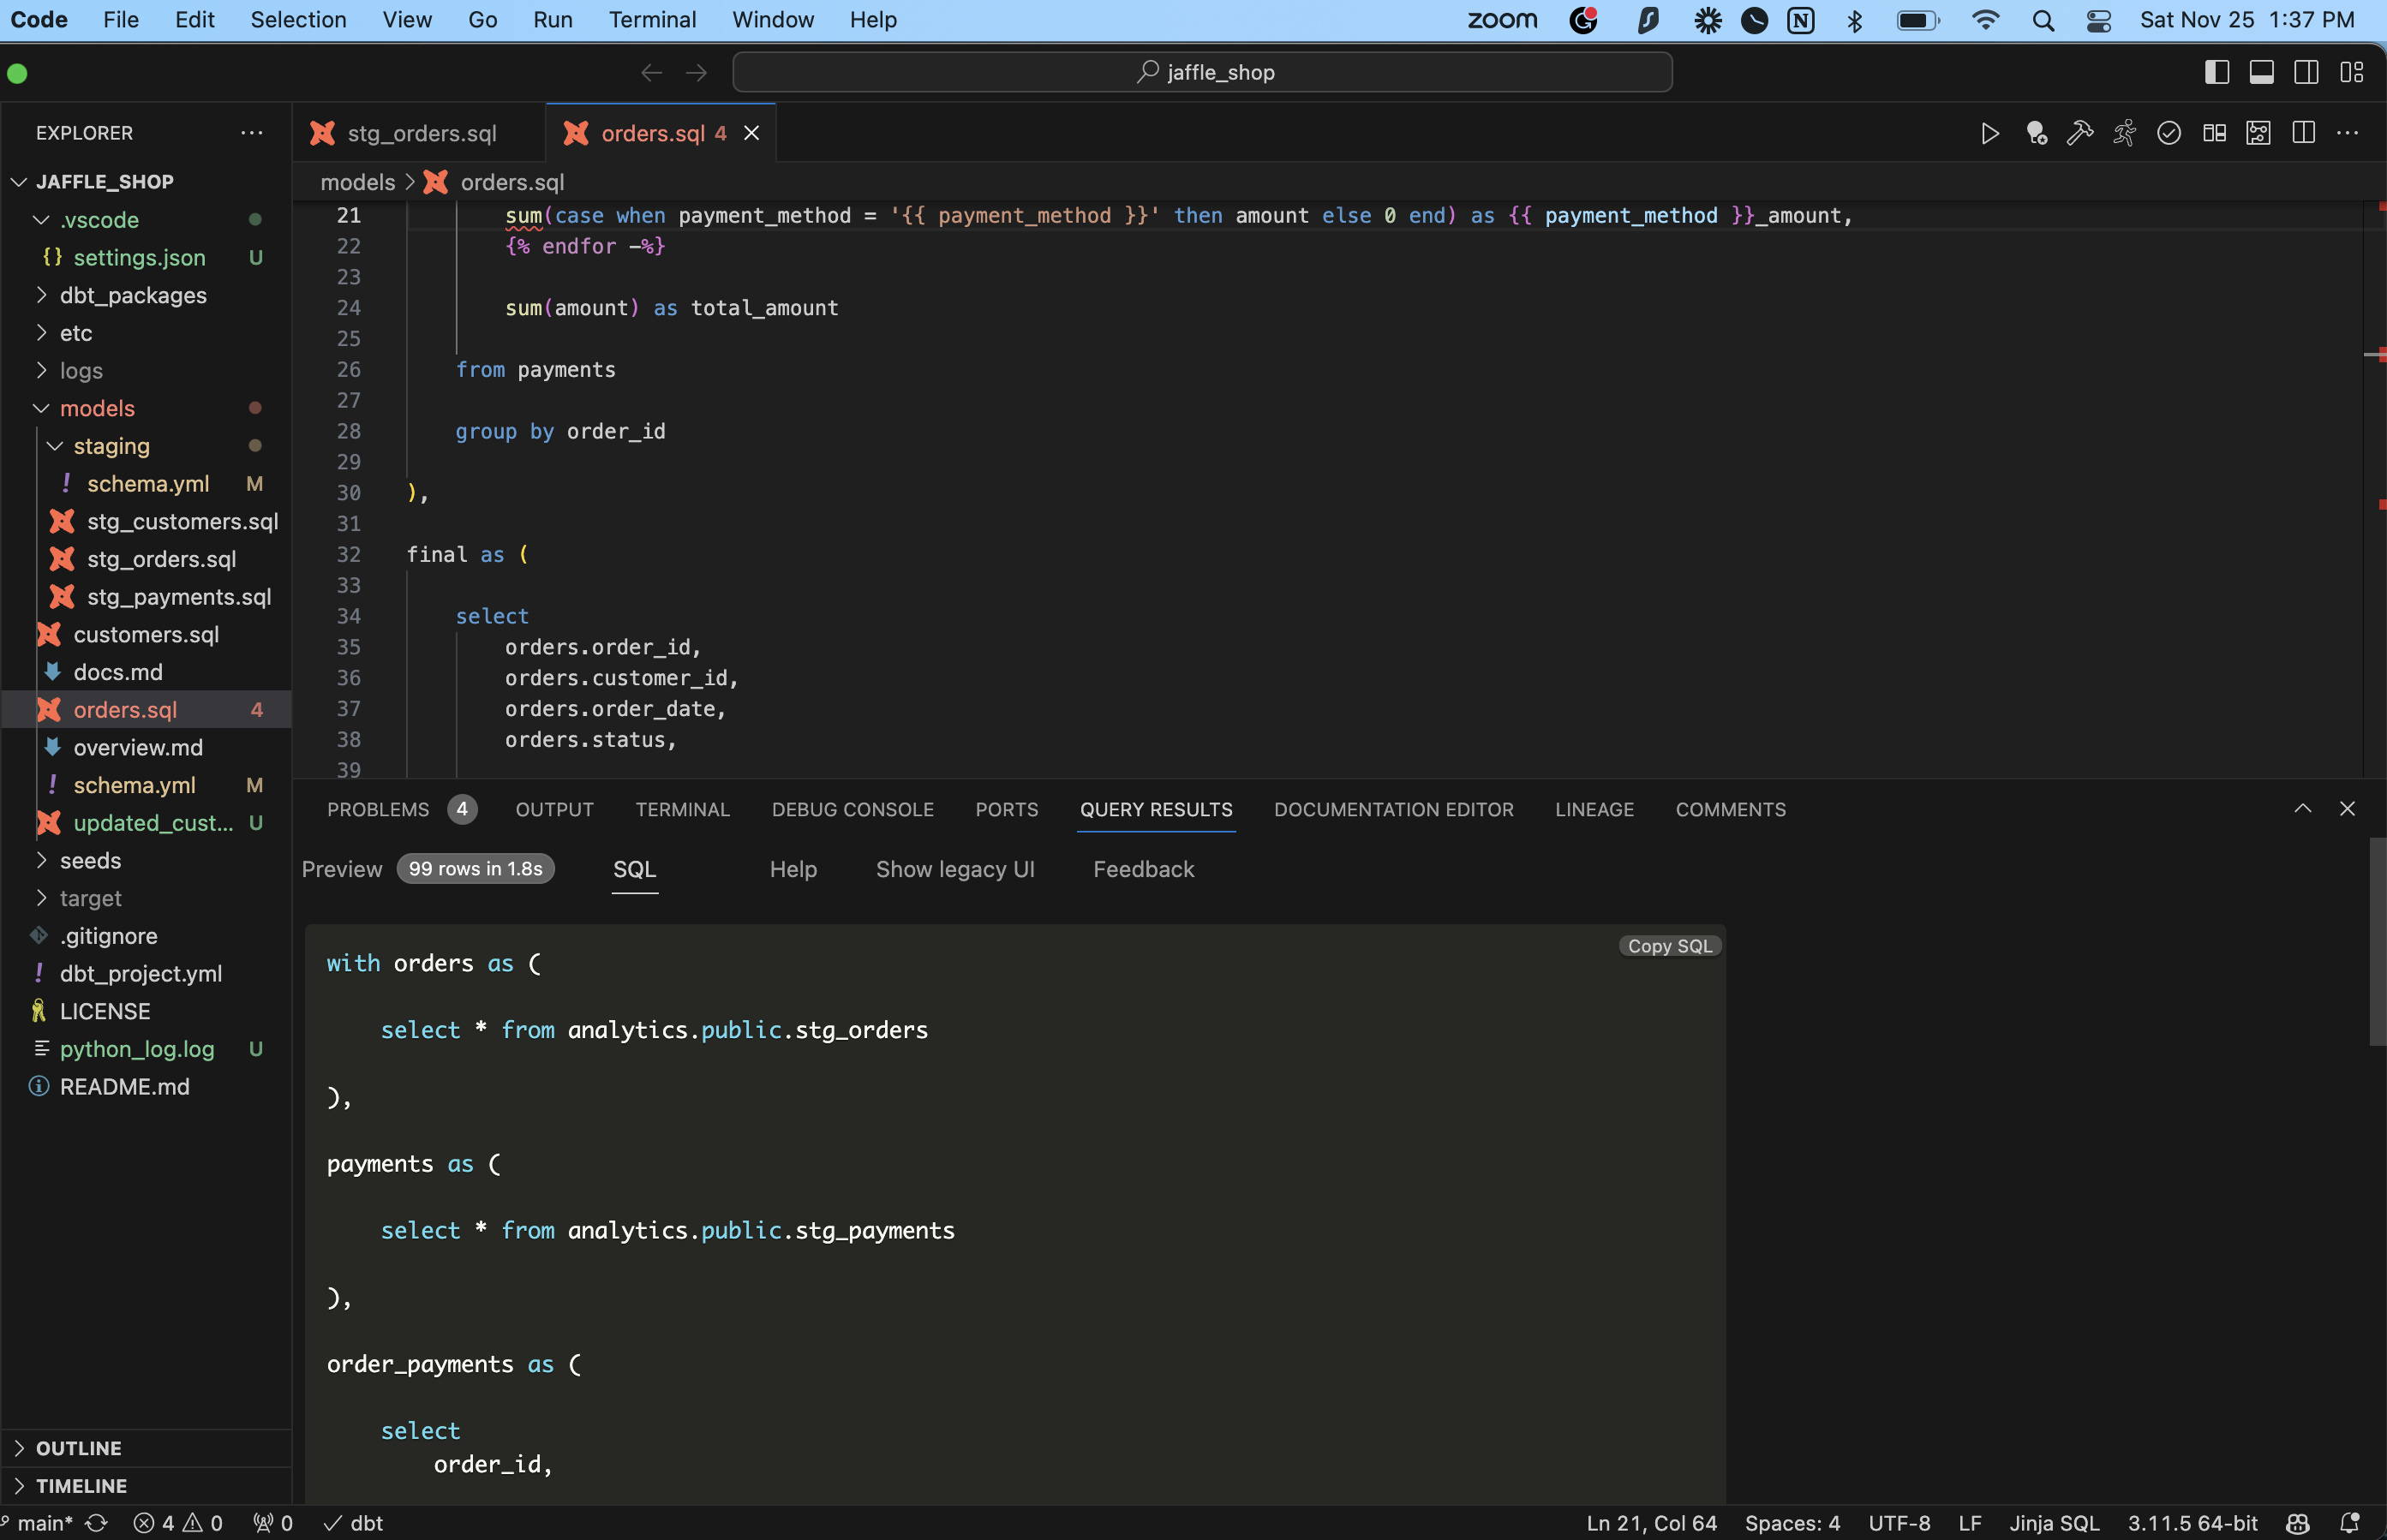 Code File Edit Selection View Go Run Terminal Window Help zoom Sat Nov 25 1:37 PM
jaffle_shop
EXPLORER
JAFFLE_SHOP
.vscode
settings.json U
dbt_packages
etc
logs
models
staging
schema.yml M
stg_customers.sql
stg_orders.sql
stg_payments.sql
customers.sql
docs.md
orders.sql 4
overview.md
schema.yml M
updated_cust... U
seeds
target
.gitignore
dbt_project.yml
LICENSE
python_log.log U
README.md
OUTLINE
TIMELINE
stg_orders.sql orders.sql 4
models > orders.sql
21 sum(case when payment_method = '{{ payment_method }}' then amount else 0 end) as {{ payment_method }}_amount,
22 {% endfor -%}
23
24 sum(amount) as total_amount
25
26 from payments
27
28 group by order_id
29
30 ),
31
32 final as (
33
34 select
35 orders.order_id,
36 orders.customer_id,
37 orders.order_date,
38 orders.status,
39
PROBLEMS 4 OUTPUT TERMINAL DEBUG CONSOLE PORTS QUERY RESULTS DOCUMENTATION EDITOR LINEAGE COMMENTS
Preview 99 rows in 1.8s SQL Help Show legacy UI Feedback
Copy SQL
with orders as (
select * from analytics.public.stg_orders
),
payments as (
select * from analytics.public.stg_payments
),
order_payments as (
select
order_id,
main* 4 0 0 dbt Ln 21, Col 64 Spaces: 4 UTF-8 LF Jinja SQL 3.11.5 64-bit